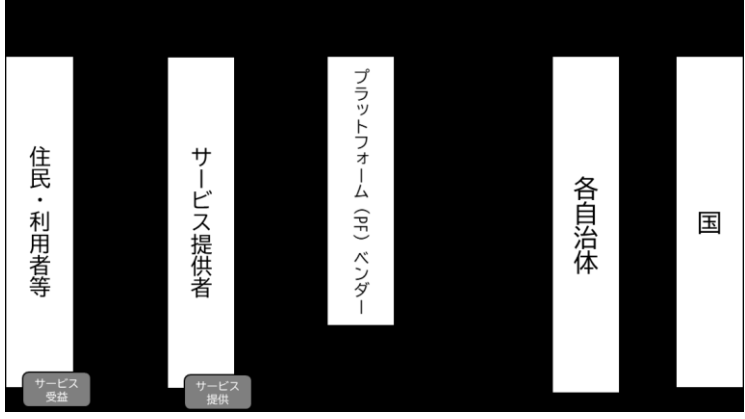 住民・利用者等
サービス提供者
プラットフォーム（PF）ベンダー
各自治体
国
サービス
受益
サービス
提供